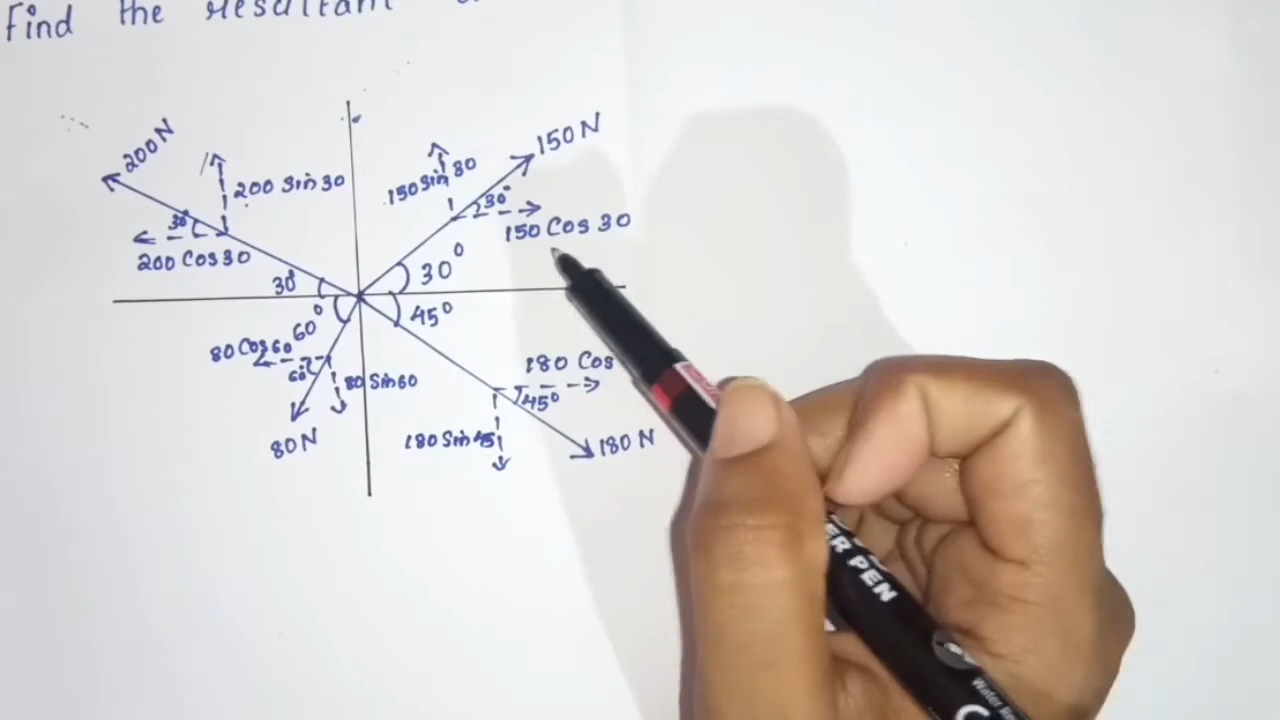 Find the resultant
200 N
150 N
200 Sin 30
150 Sin 30
30°
30°
150 Cos 30
200 Cos 30
30°
30°
60°
45°
80 Cos 60
60°
80 Sin 60
180 Cos
45°
180 Sin 45
80 N
180 N
ER PEN